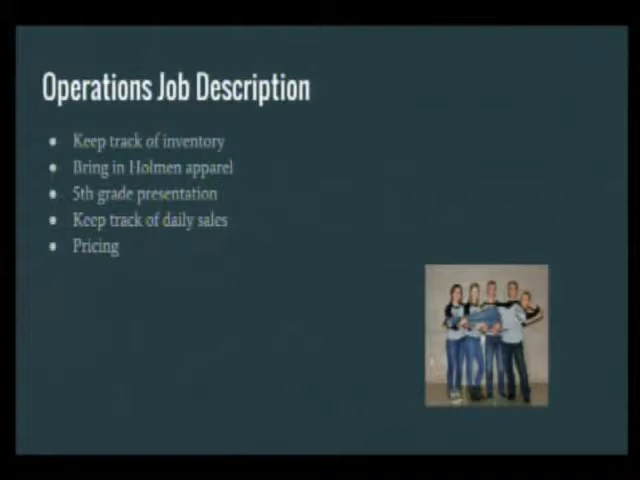 Operations Job Description
● Keep track of inventory
● Bring in Holmen apparel
● 5th grade presentation
● Keep track of daily sales
● Pricing